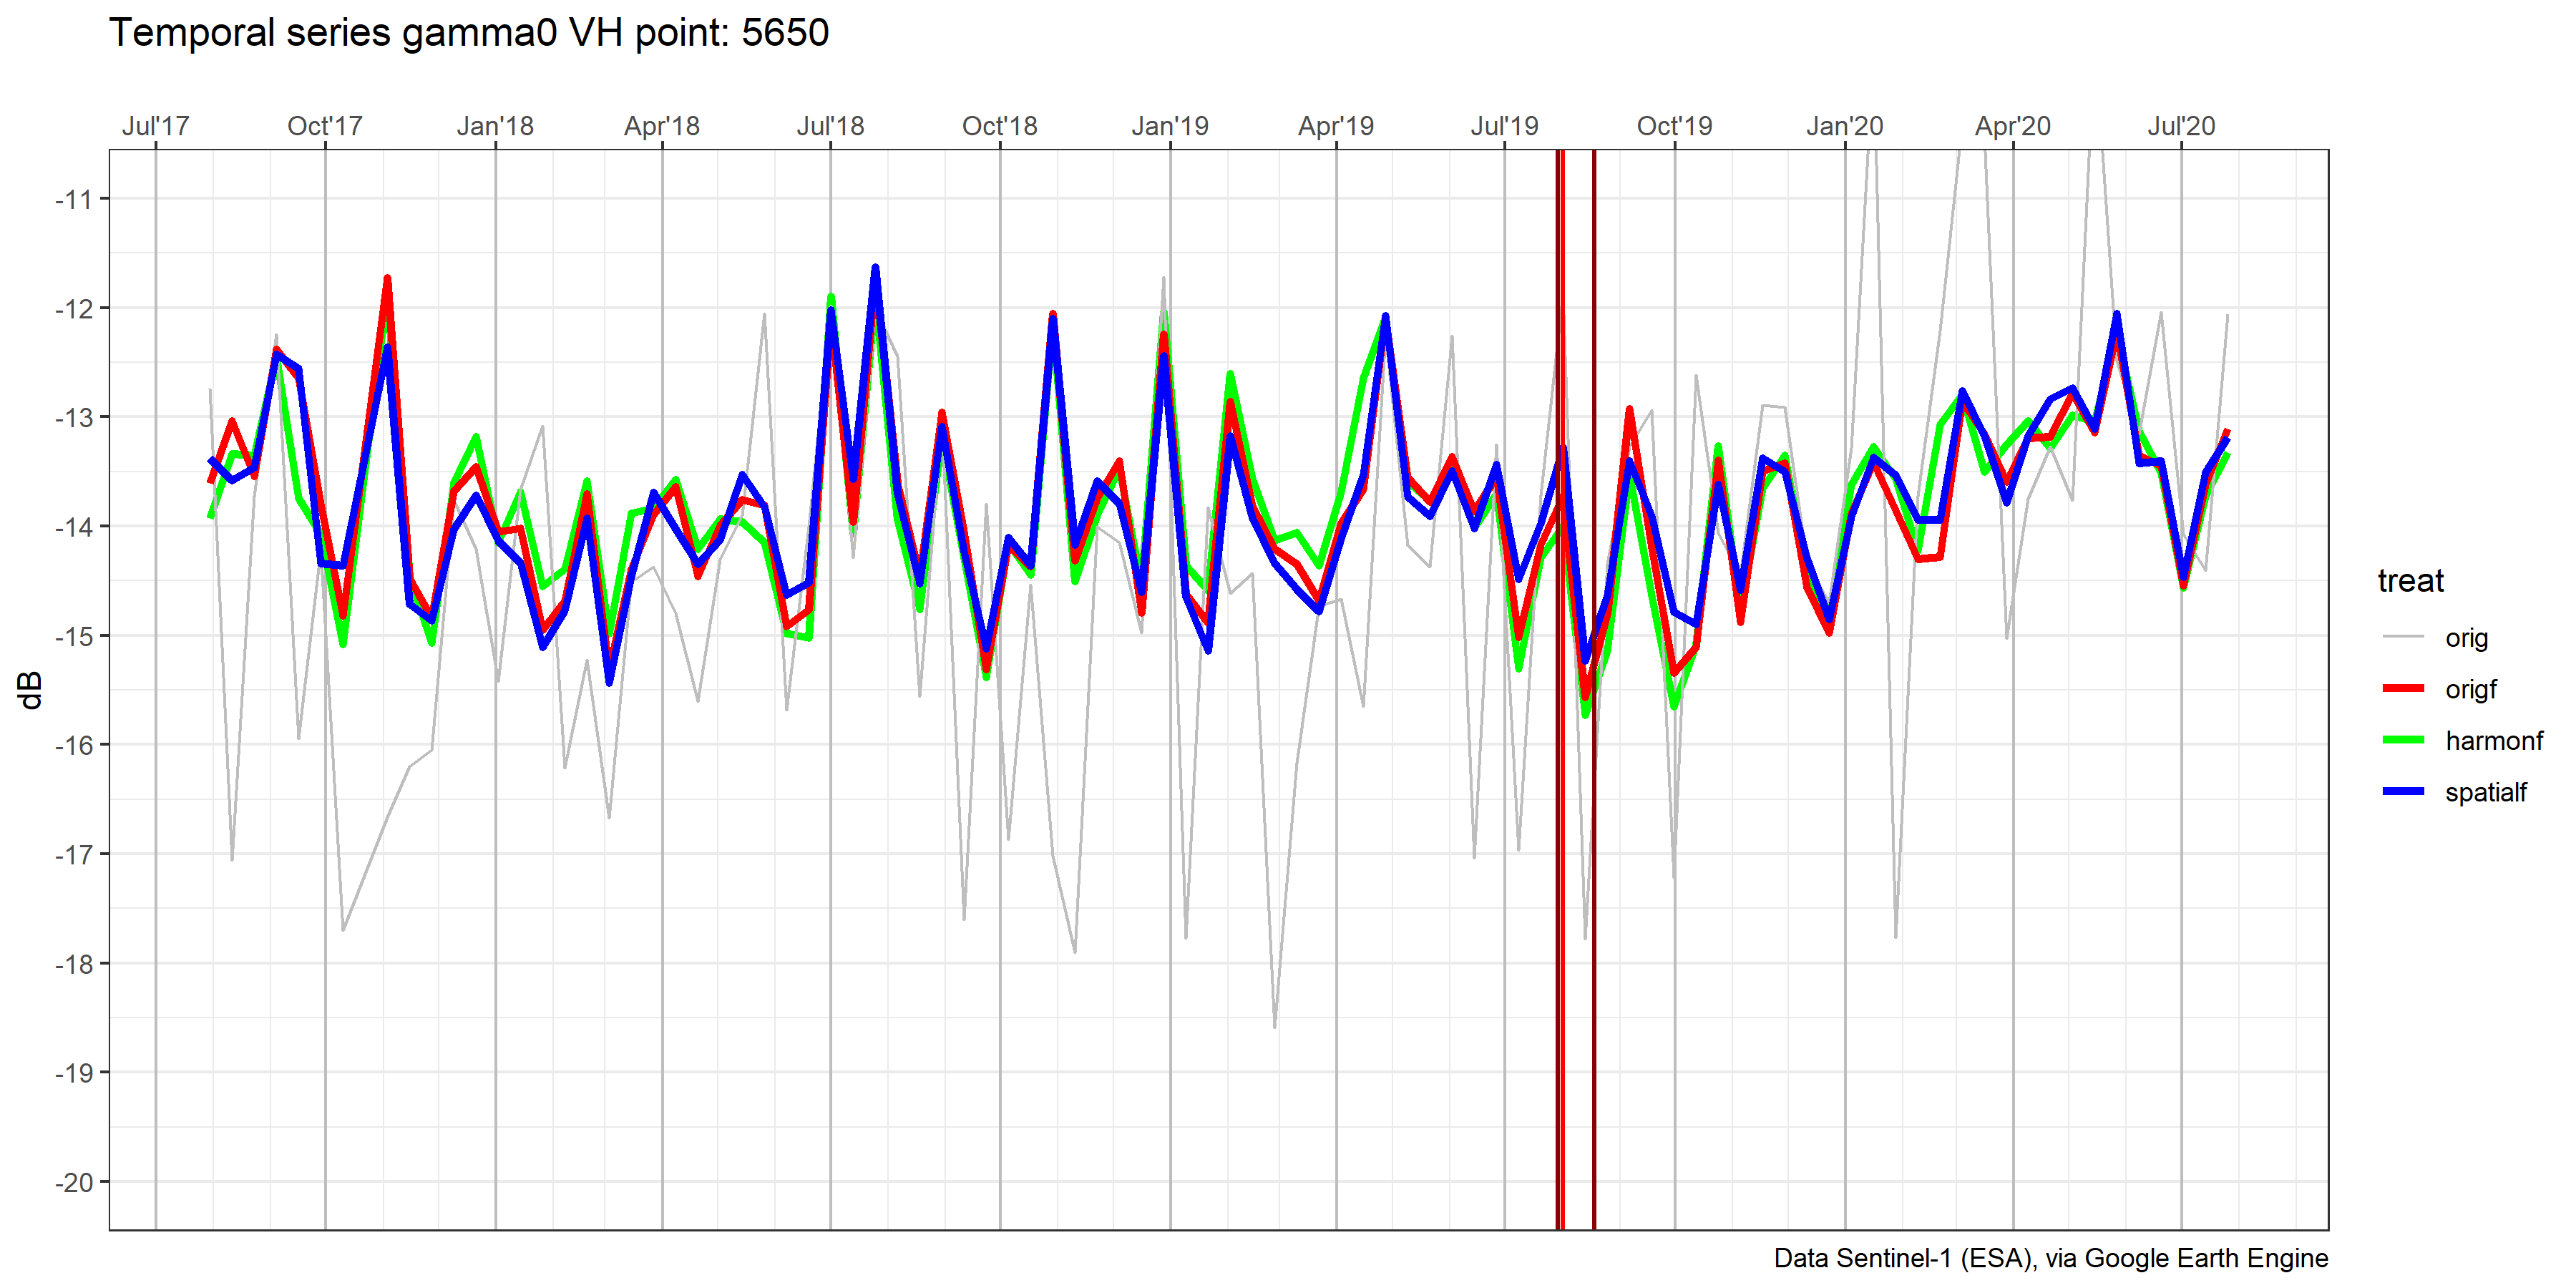 Temporal series gamma0 VH point: 5650
Jul'17 Oct'17 Jan'18 Apr'18 Jul'18 Oct'18 Jan'19 Apr'19 Jul'19 Oct'19 Jan'20 Apr'20 Jul'20
-11
-12
-13
-14
-15
-16
-17
-18
-19
-20
dB
treat
orig
origf
harmonf
spatialf
Data Sentinel-1 (ESA), via Google Earth Engine